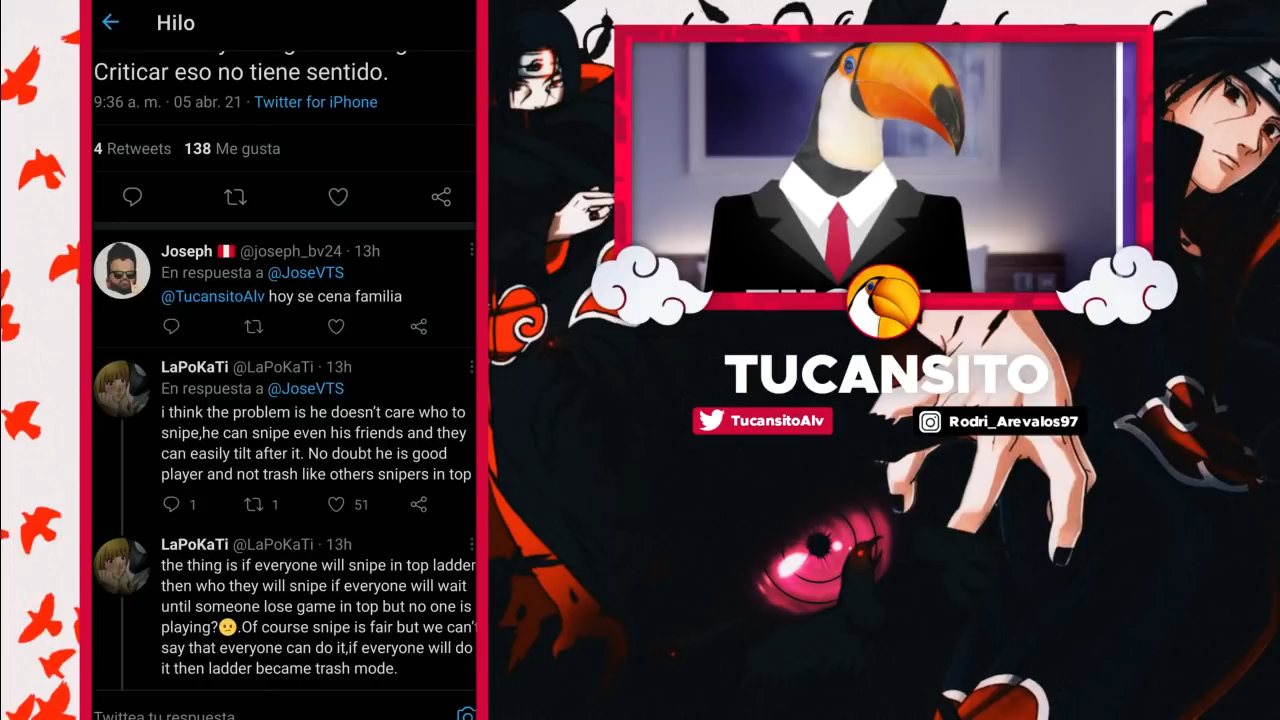 Hilo
Criticar eso no tiene sentido.
9:36 a. m. · 05 abr. 21 · Twitter for iPhone
4 Retweets 138 Me gusta
Joseph 🇵🇪 @joseph_bv24 · 13h
En respuesta a @JoseVTS
@TucansitoAlv hoy se cena familia
LaPoKaTi @LaPoKaTi · 13h
En respuesta a @JoseVTS
i think the problem is he doesn't care who to
snipe,he can snipe even his friends and they
can easily tilt after it. No doubt he is good
player and not trash like others snipers in top
1 1 51
LaPoKaTi @LaPoKaTi · 13h
the thing is if everyone will snipe in top ladder
then who they will snipe if everyone will wait
until someone lose game in top but no one is
playing?😕.Of course snipe is fair but we can't
say that everyone can do it,if everyone will do
it then ladder became trash mode.
Twittea tu respuesta
TUCANSITO
TucansitoAlv
Rodri_Arevalos97